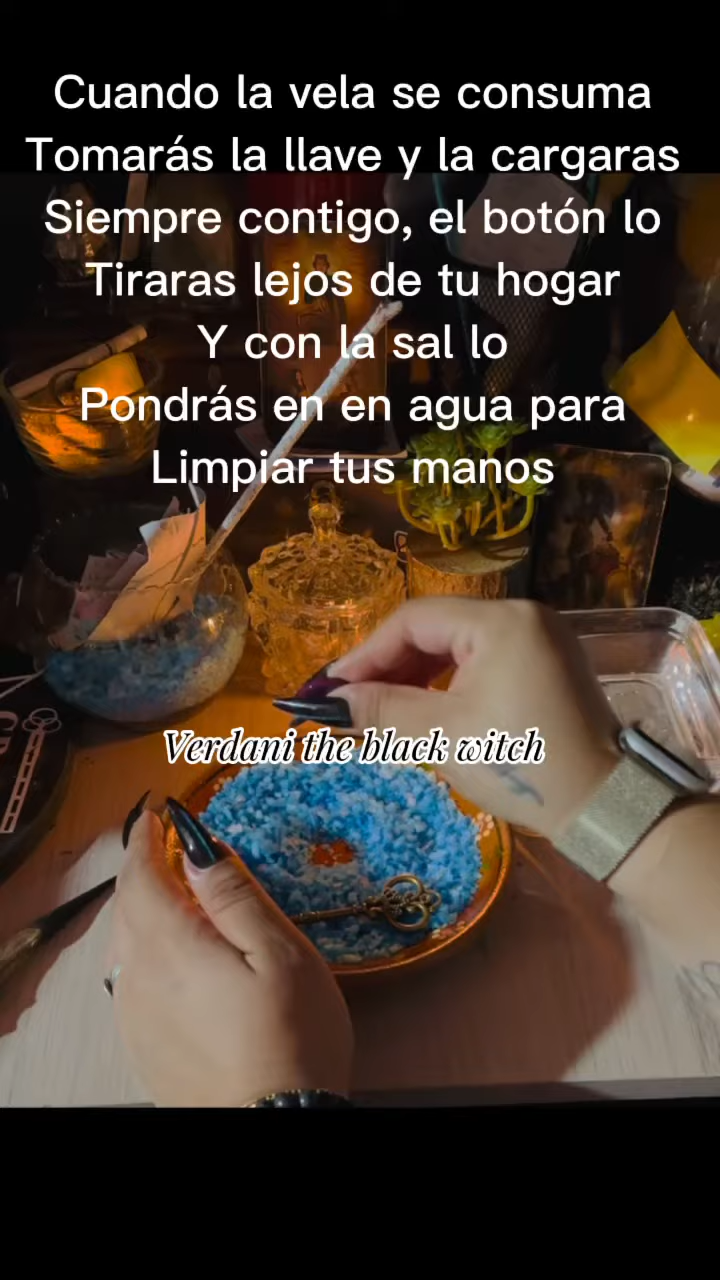 Cuando la vela se consuma
Tomarás la llave y la cargaras
Siempre contigo, el botón lo
Tiraras lejos de tu hogar
Y con la sal lo
Pondrás en en agua para
Limpiar tus manos
Verdani the black witch